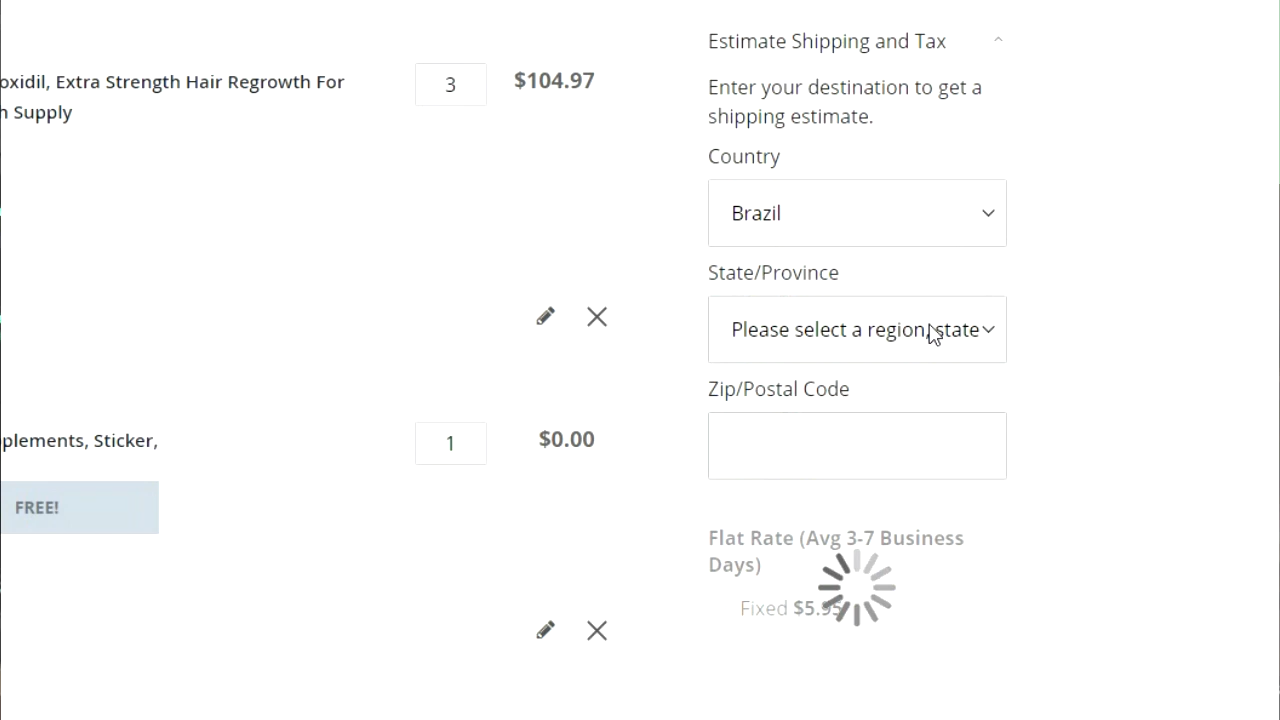 Estimate Shipping and Tax
oxidil, Extra Strength Hair Regrowth For
h Supply
3
$104.97
Enter your destination to get a
shipping estimate.
Country
Brazil
State/Province
Please select a region, state
Zip/Postal Code
plements, Sticker,
1
$0.00
FREE!
Flat Rate (Avg 3-7 Business
Days)
Fixed $5.95